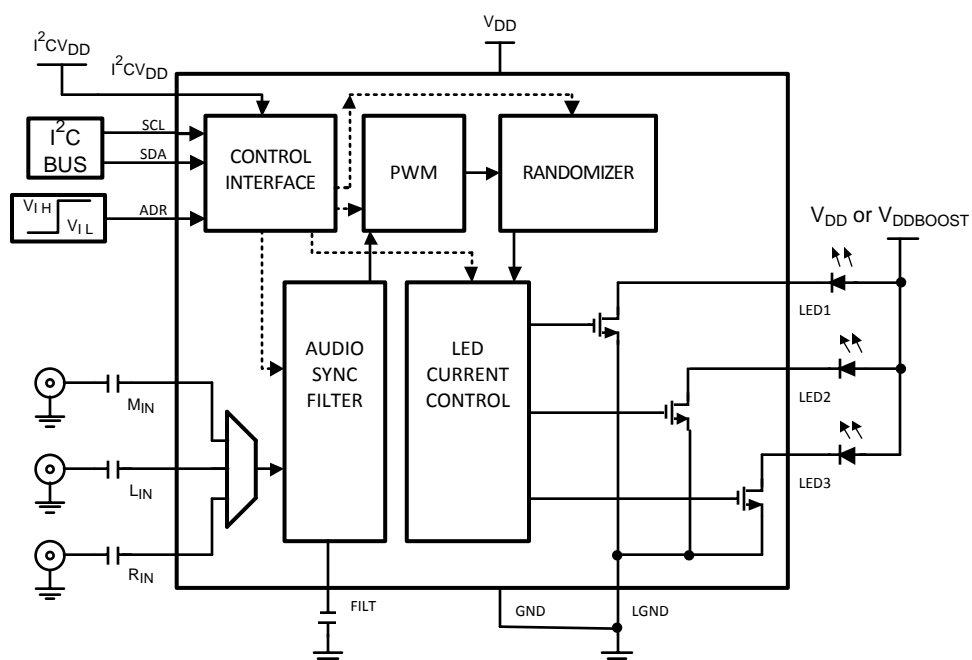 V_DD
I²CV_DD
I²CV_DD
I²C
BUS
SCL
SDA
CONTROL
INTERFACE
PWM
RANDOMIZER
V_IH
V_IL
ADR
V_DD or V_DDBOOST
LED1
AUDIO
SYNC
FILTER
LED
CURRENT
CONTROL
LED2
M_IN
LED3
L_IN
R_IN
FILT
GND
LGND